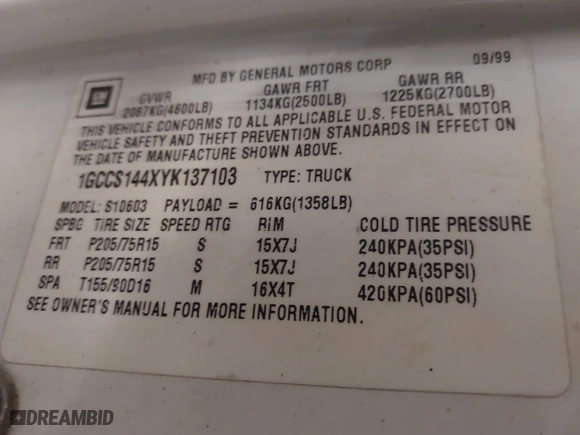 MFD BY GENERAL MOTORS CORP 09/99
GM GVWR GAWR FRT GAWR RR
2087KG(4600LB) 1134KG(2500LB) 1225KG(2700LB)
THIS VEHICLE CONFORMS TO ALL APPLICABLE U.S. FEDERAL MOTOR
VEHICLE SAFETY AND THEFT PREVENTION STANDARDS IN EFFECT ON
THE DATE OF MANUFACTURE SHOWN ABOVE.
1GCCS144XYK137103 TYPE: TRUCK
MODEL: S10603 PAYLOAD = 616KG(1358LB)
SPBG TIRE SIZE SPEED RTG RIM COLD TIRE PRESSURE
FRT P205/75R15 S 15X7J 240KPA(35PSI)
RR P205/75R15 S 15X7J 240KPA(35PSI)
SPA T155/90D16 M 16X4T 420KPA(60PSI)
SEE OWNER'S MANUAL FOR MORE INFORMATION.
DREAMBID